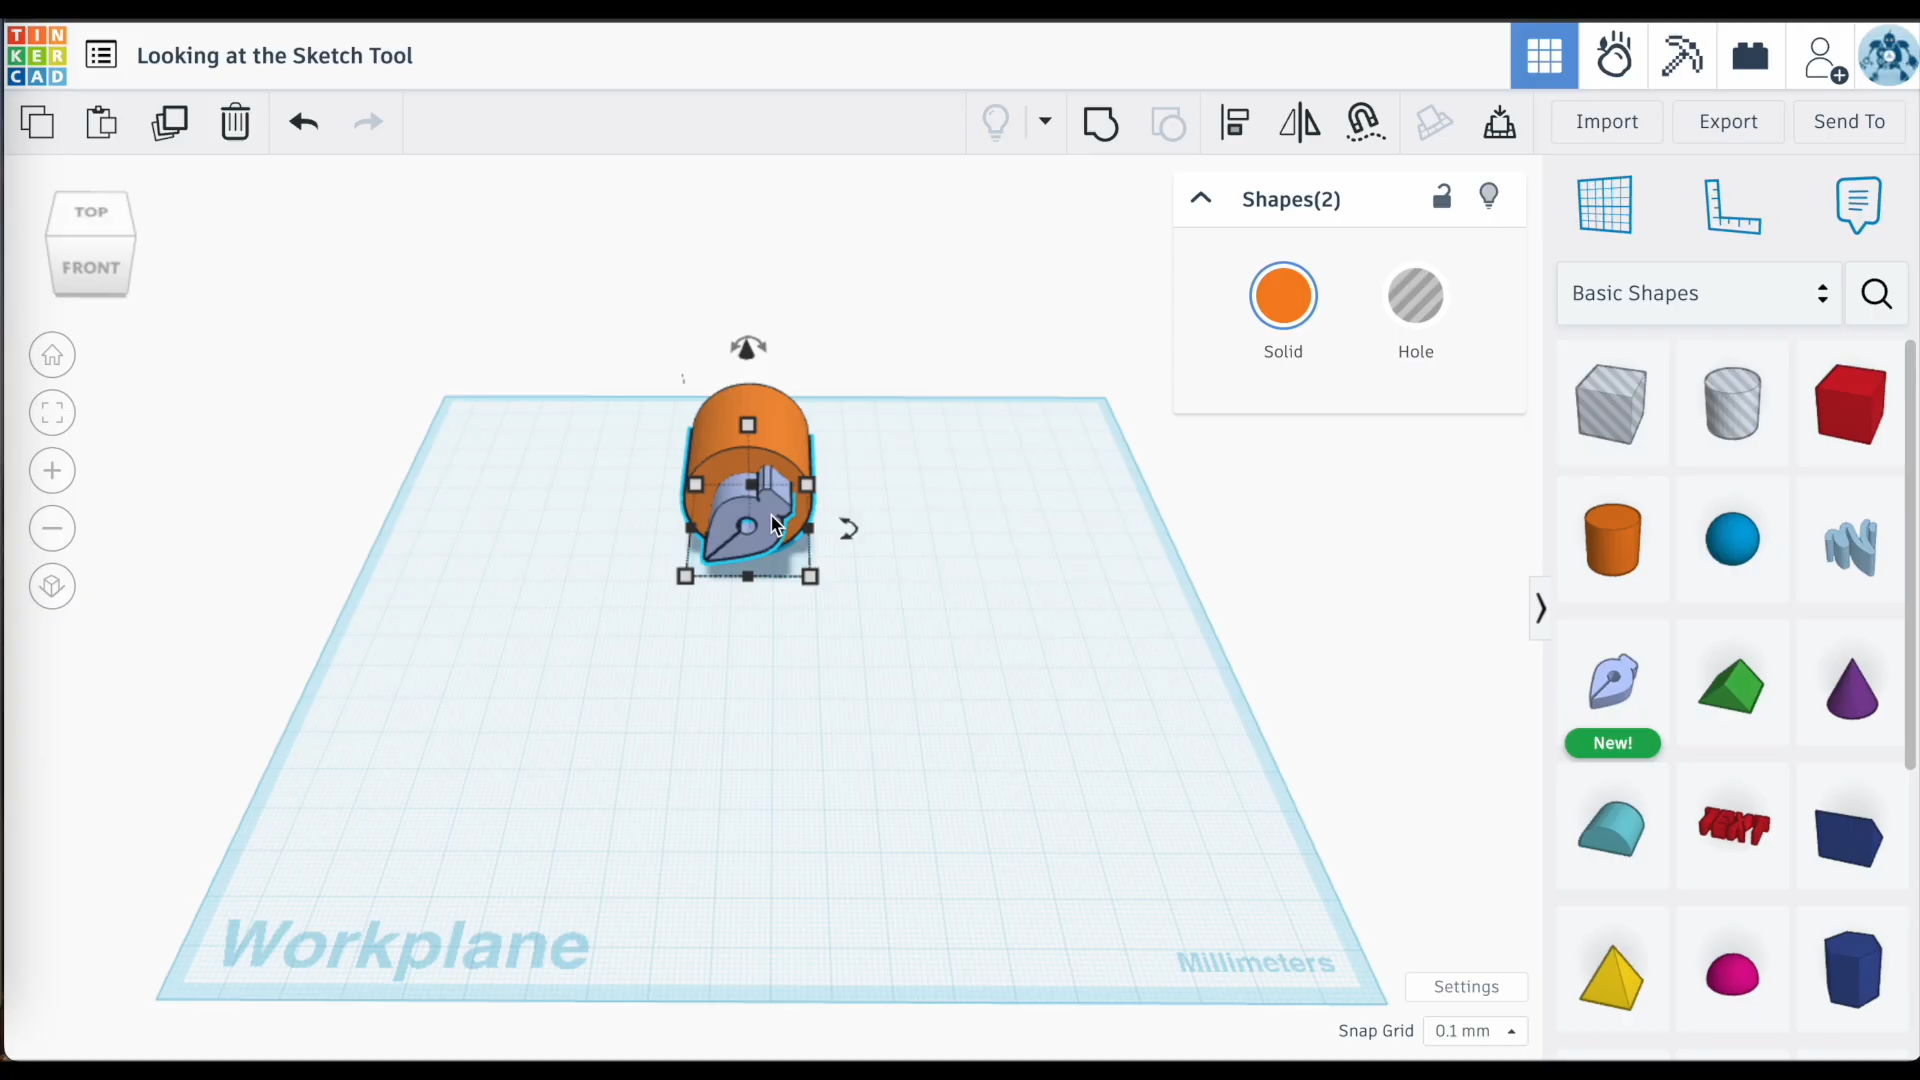 TIN
KER
CAD
Looking at the Sketch Tool
Import
Export
Send To
TOP
FRONT
Shapes(2)
Solid
Hole
Basic Shapes
New!
TEXT
Workplane
Millimeters
Settings
Snap Grid
0.1 mm